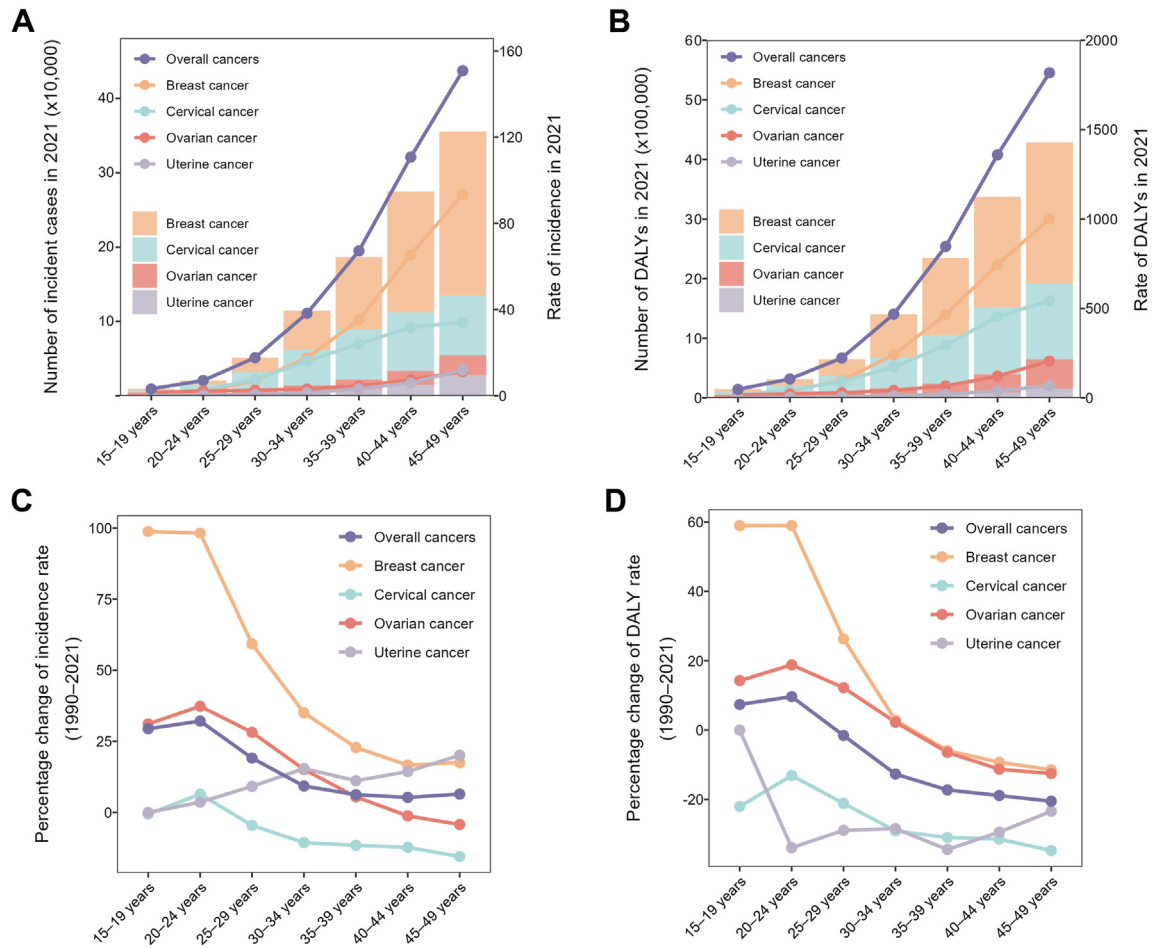 A
Number of incident cases in 2021 (x10,000)
40
30
20
10
Overall cancers
Breast cancer
Cervical cancer
Ovarian cancer
Uterine cancer
Breast cancer
Cervical cancer
Ovarian cancer
Uterine cancer
160
120
80
40
0
Rate of incidence in 2021
15–19 years
20–24 years
25–29 years
30–34 years
35–39 years
40–44 years
45–49 years
B
Number of DALYs in 2021 (x100,000)
60
50
40
30
20
10
0
Overall cancers
Breast cancer
Cervical cancer
Ovarian cancer
Uterine cancer
Breast cancer
Cervical cancer
Ovarian cancer
Uterine cancer
2000
1500
1000
500
0
Rate of DALYs in 2021
15–19 years
20–24 years
25–29 years
30–34 years
35–39 years
40–44 years
45–49 years
C
Percentage change of incidence rate
(1990–2021)
100
75
50
25
0
Overall cancers
Breast cancer
Cervical cancer
Ovarian cancer
Uterine cancer
15–19 years
20–24 years
25–29 years
30–34 years
35–39 years
40–44 years
45–49 years
D
Percentage change of DALY rate
(1990–2021)
60
40
20
0
-20
Overall cancers
Breast cancer
Cervical cancer
Ovarian cancer
Uterine cancer
15–19 years
20–24 years
25–29 years
30–34 years
35–39 years
40–44 years
45–49 years